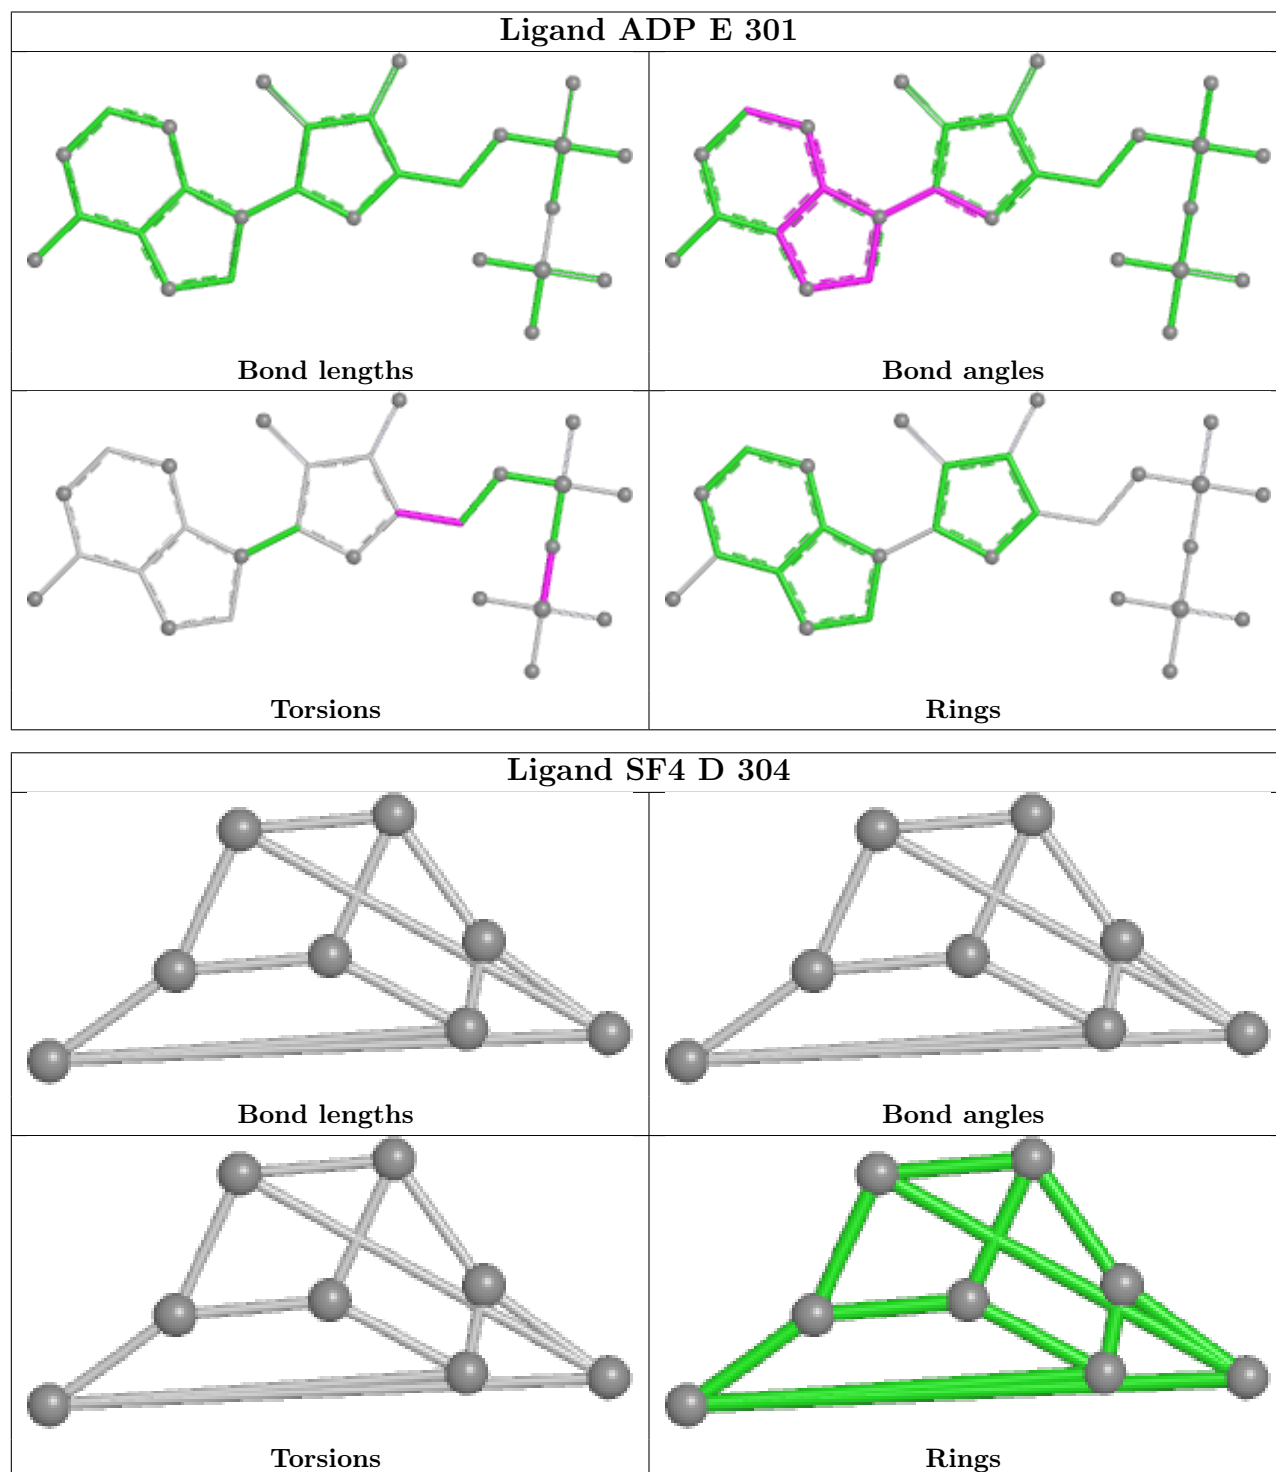 Ligand ADP E 301
Bond lengths
Bond angles
Torsions
Rings
Ligand SF4 D 304
Bond lengths
Bond angles
Torsions
Rings